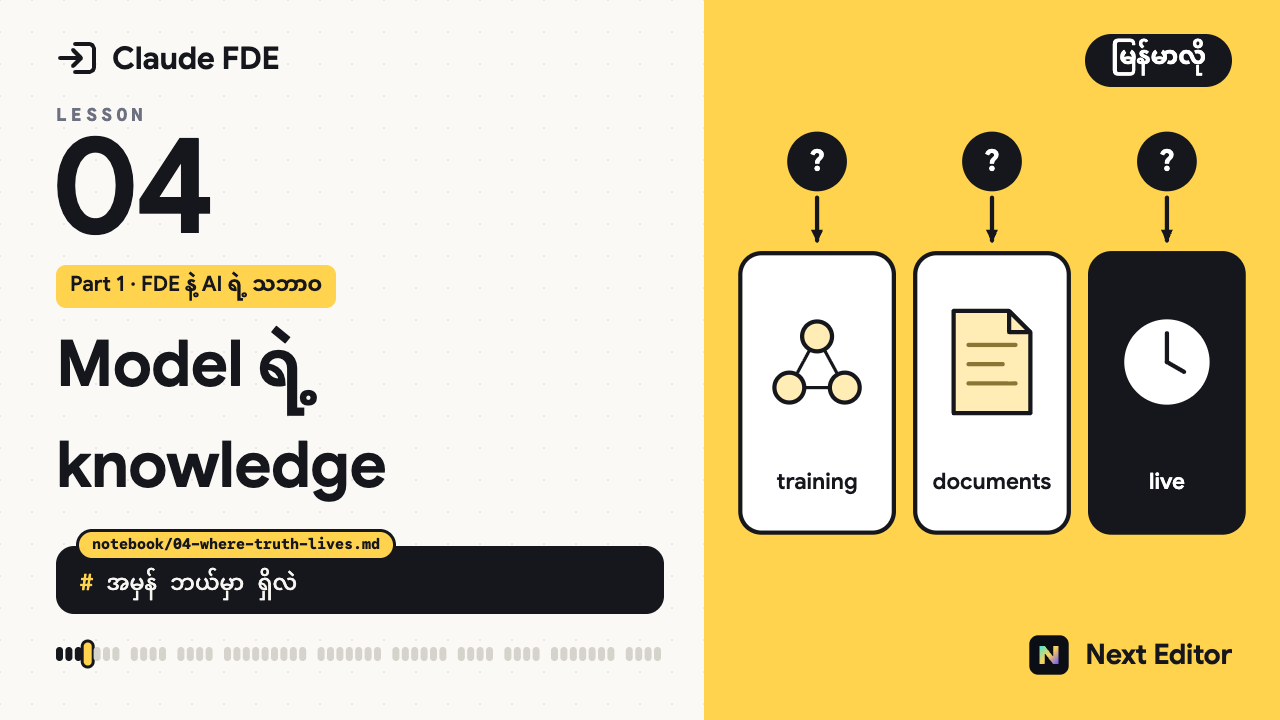 Claude FDE
မြန်မာလို
LESSON
04
Part 1 · FDE နဲ့ AI ရဲ့ သဘာဝ
Model ရဲ့
knowledge
notebook/04-where-truth-lives.md
# အမှန် ဘယ်မှာ ရှိလဲ
? ? ?
training documents live
N Next Editor